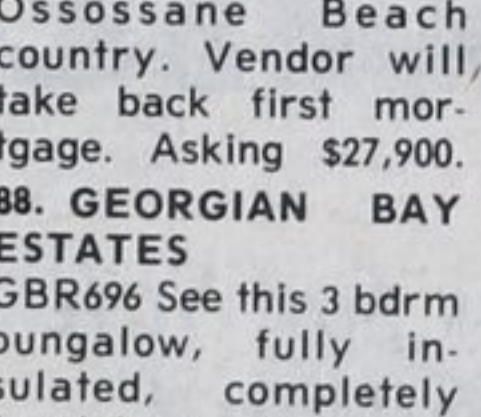 Ossossane Beach
country. Vendor will
take back first mor-
tgage. Asking $27,900.
88. GEORGIAN BAY
ESTATES
GBR696 See this 3 bdrm
bungalow, fully in-
sulated, completely